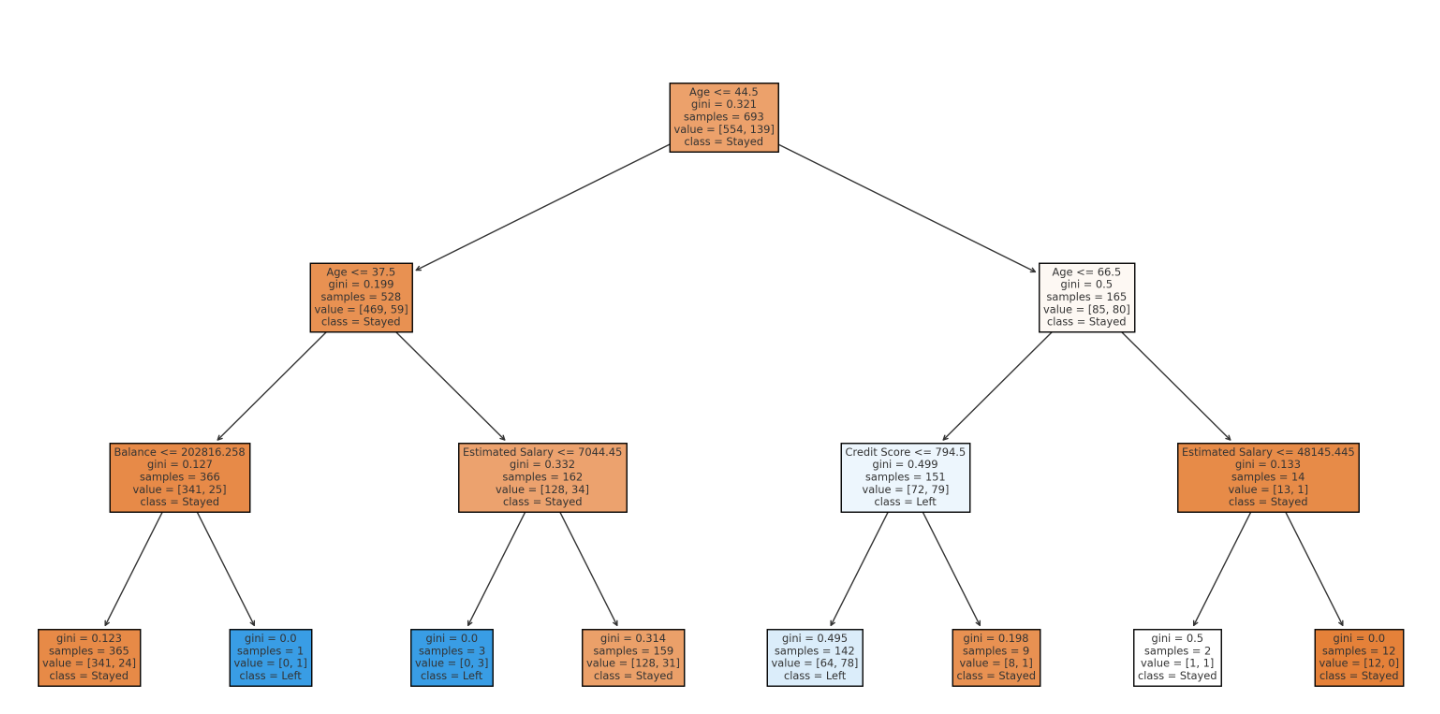 Age <= 44.5
gini = 0.321
samples = 693
value = [554, 139]
class = Stayed
Age <= 37.5
gini = 0.199
samples = 528
value = [469, 59]
class = Stayed
Age <= 66.5
gini = 0.5
samples = 165
value = [85, 80]
class = Stayed
Balance <= 202816.258
gini = 0.127
samples = 366
value = [341, 25]
class = Stayed
Estimated Salary <= 7044.45
gini = 0.332
samples = 162
value = [128, 34]
class = Stayed
Credit Score <= 794.5
gini = 0.499
samples = 151
value = [72, 79]
class = Left
Estimated Salary <= 48145.445
gini = 0.133
samples = 14
value = [13, 1]
class = Stayed
gini = 0.123
samples = 365
value = [341, 24]
class = Stayed
gini = 0.0
samples = 1
value = [0, 1]
class = Left
gini = 0.0
samples = 3
value = [0, 3]
class = Left
gini = 0.314
samples = 159
value = [128, 31]
class = Stayed
gini = 0.495
samples = 142
value = [64, 78]
class = Left
gini = 0.198
samples = 9
value = [8, 1]
class = Stayed
gini = 0.5
samples = 2
value = [1, 1]
class = Stayed
gini = 0.0
samples = 12
value = [12, 0]
class = Stayed